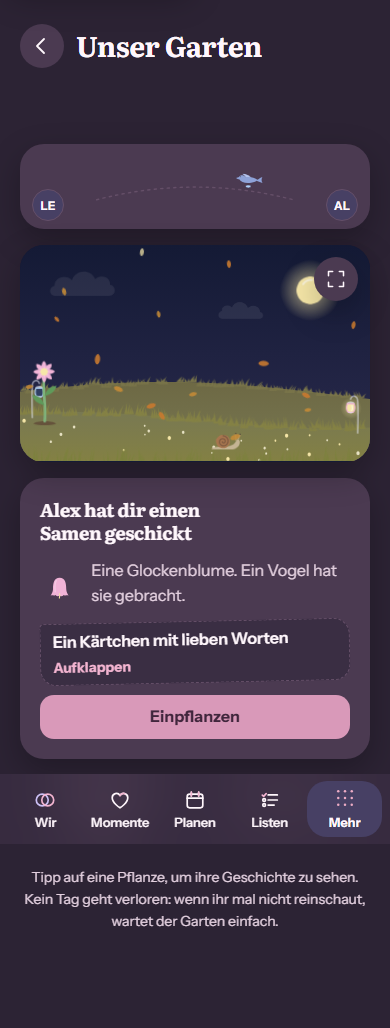 Unser Garten
LE
AL
Alex hat dir einen
Samen geschickt
Eine Glockenblume. Ein Vogel hat
sie gebracht.
Ein Kärtchen mit lieben Worten
Aufklappen
Einpflanzen
Wir
Momente
Planen
Listen
Mehr
Tipp auf eine Pflanze, um ihre Geschichte zu sehen.
Kein Tag geht verloren: wenn ihr mal nicht reinschaut,
wartet der Garten einfach.